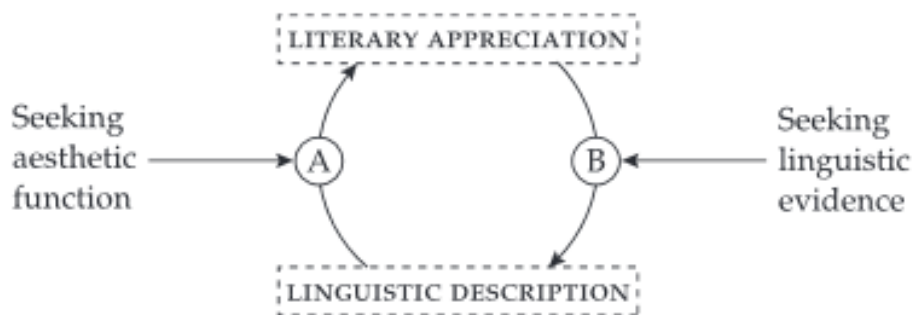 LITERARY APPRECIATION
Seeking
aesthetic
function
A
B
Seeking
linguistic
evidence
LINGUISTIC DESCRIPTION